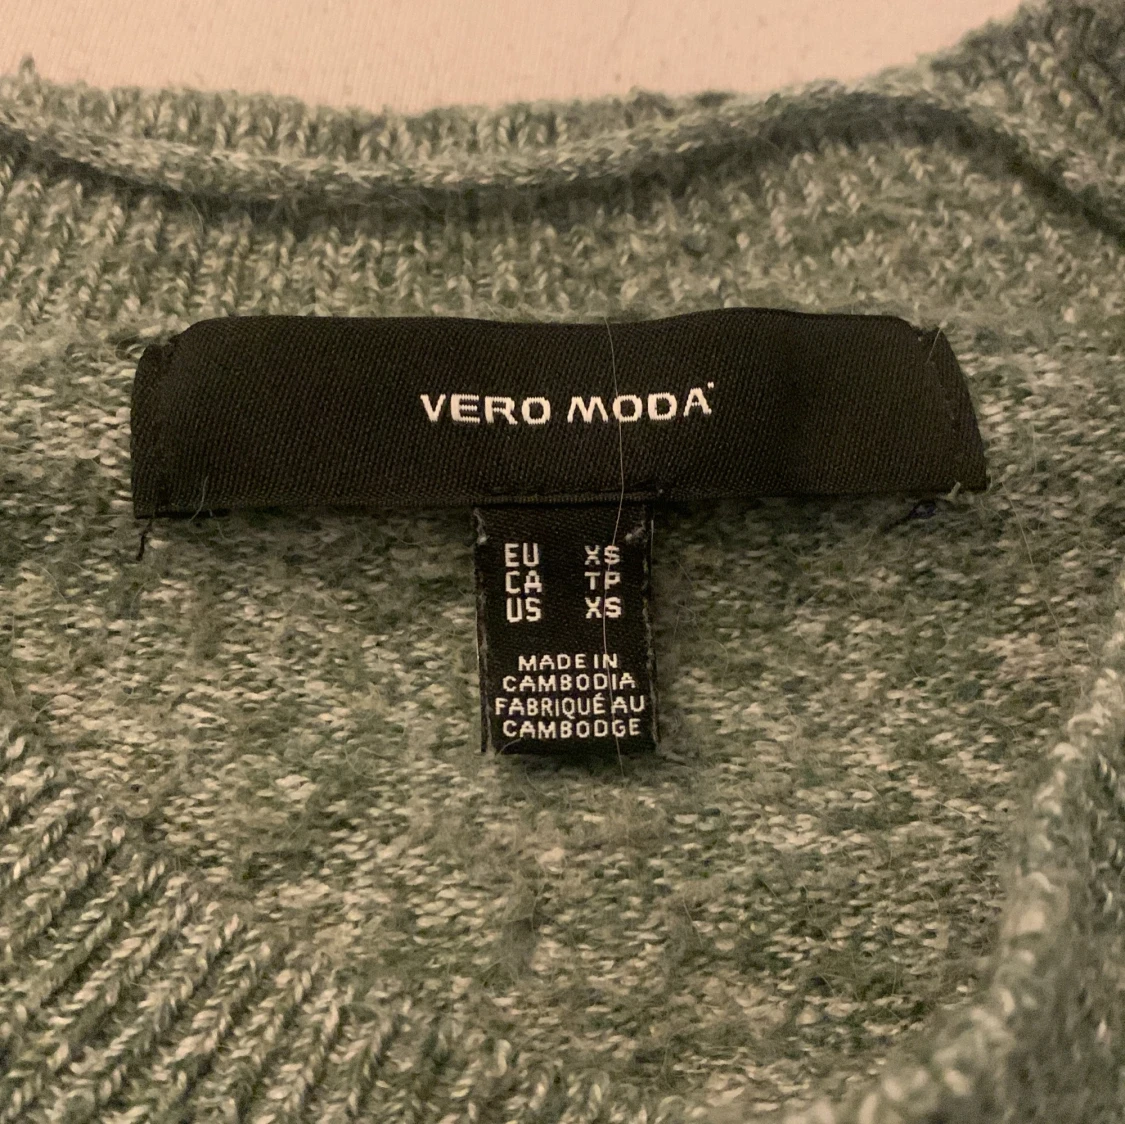 VERO MODA
EU XS
CA TP
US XS
MADE IN
CAMBODIA
FABRIQUÉ AU
CAMBODGE